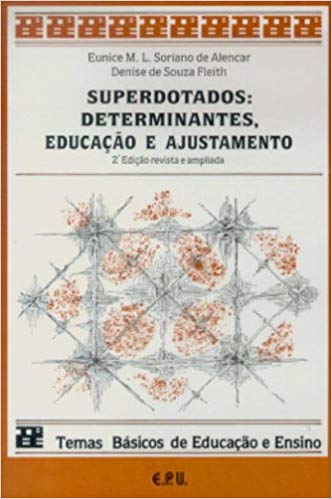 Eunice M. L. Soriano de Alencar
Denise de Souza Fleith
SUPERDOTADOS:
DETERMINANTES,
EDUCAÇÃO E AJUSTAMENTO
2ª Edição revista e ampliada
Temas Básicos de Educação e Ensino
E.P.U.